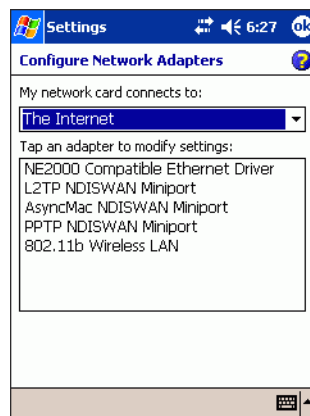 Settings 6:27 ok
Configure Network Adapters ?
My network card connects to:
The Internet
Tap an adapter to modify settings:
NE2000 Compatible Ethernet Driver
L2TP NDISWAN Miniport
AsyncMac NDISWAN Miniport
PPTP NDISWAN Miniport
802.11b Wireless LAN